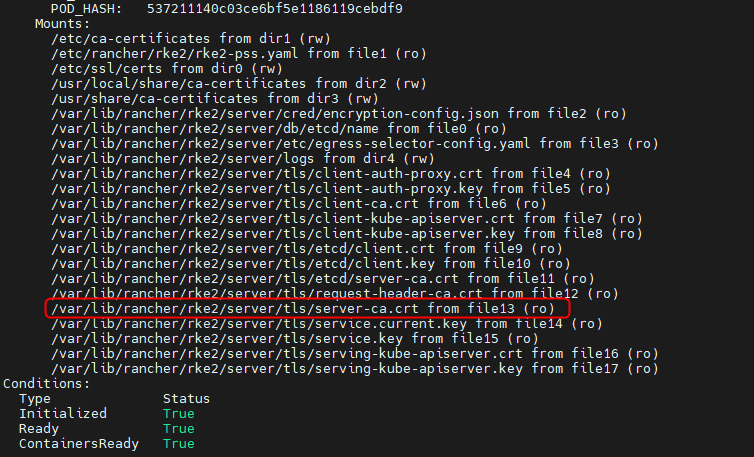 POD_HASH: 537211140c03ce6bf5e1186119cebdf9
Mounts:
/etc/ca-certificates from dir1 (rw)
/etc/rancher/rke2/rke2-pss.yaml from file1 (ro)
/etc/ssl/certs from dir0 (rw)
/usr/local/share/ca-certificates from dir2 (rw)
/usr/share/ca-certificates from dir3 (rw)
/var/lib/rancher/rke2/server/cred/encryption-config.json from file2 (ro)
/var/lib/rancher/rke2/server/db/etcd/name from file0 (ro)
/var/lib/rancher/rke2/server/etc/egress-selector-config.yaml from file3 (ro)
/var/lib/rancher/rke2/server/logs from dir4 (rw)
/var/lib/rancher/rke2/server/tls/client-auth-proxy.crt from file4 (ro)
/var/lib/rancher/rke2/server/tls/client-auth-proxy.key from file5 (ro)
/var/lib/rancher/rke2/server/tls/client-ca.crt from file6 (ro)
/var/lib/rancher/rke2/server/tls/client-kube-apiserver.crt from file7 (ro)
/var/lib/rancher/rke2/server/tls/client-kube-apiserver.key from file8 (ro)
/var/lib/rancher/rke2/server/tls/etcd/client.crt from file9 (ro)
/var/lib/rancher/rke2/server/tls/etcd/client.key from file10 (ro)
/var/lib/rancher/rke2/server/tls/etcd/server-ca.crt from file11 (ro)
/var/lib/rancher/rke2/server/tls/request-header-ca.crt from file12 (ro)
/var/lib/rancher/rke2/server/tls/server-ca.crt from file13 (ro)
/var/lib/rancher/rke2/server/tls/service.current.key from file14 (ro)
/var/lib/rancher/rke2/server/tls/service.key from file15 (ro)
/var/lib/rancher/rke2/server/tls/serving-kube-apiserver.crt from file16 (ro)
/var/lib/rancher/rke2/server/tls/serving-kube-apiserver.key from file17 (ro)
Conditions:
Type Status
Initialized True
Ready True
ContainersReady True